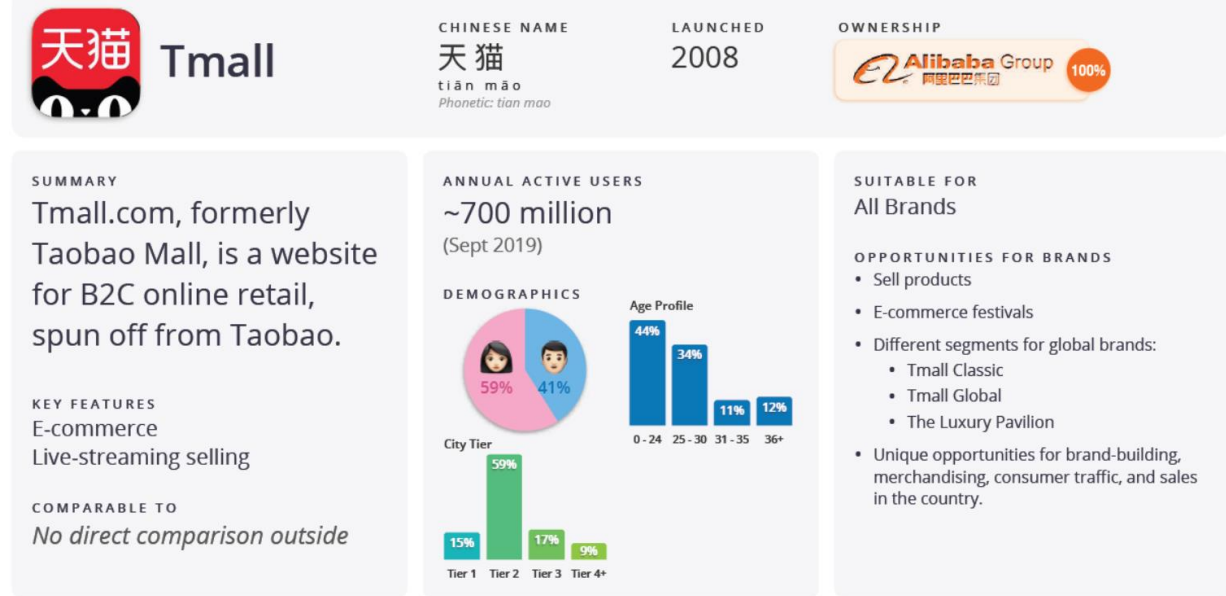 天猫
Tmall
CHINESE NAME
天猫
tiān māo
Phonetic: tian mao
LAUNCHED
2008
OWNERSHIP
Alibaba Group
阿里巴巴集团
100%
SUMMARY
Tmall.com, formerly
Taobao Mall, is a website
for B2C online retail,
spun off from Taobao.
KEY FEATURES
E-commerce
Live-streaming selling
COMPARABLE TO
No direct comparison outside
ANNUAL ACTIVE USERS
~700 million
(Sept 2019)
DEMOGRAPHICS
59% 41%
Age Profile
44%
34%
11%
12%
0 - 24 25 - 30 31 - 35 36+
City Tier
15%
59%
17%
9%
Tier 1 Tier 2 Tier 3 Tier 4+
SUITABLE FOR
All Brands
OPPORTUNITIES FOR BRANDS
• Sell products
• E-commerce festivals
• Different segments for global brands:
• Tmall Classic
• Tmall Global
• The Luxury Pavilion
• Unique opportunities for brand-building,
merchandising, consumer traffic, and sales
in the country.